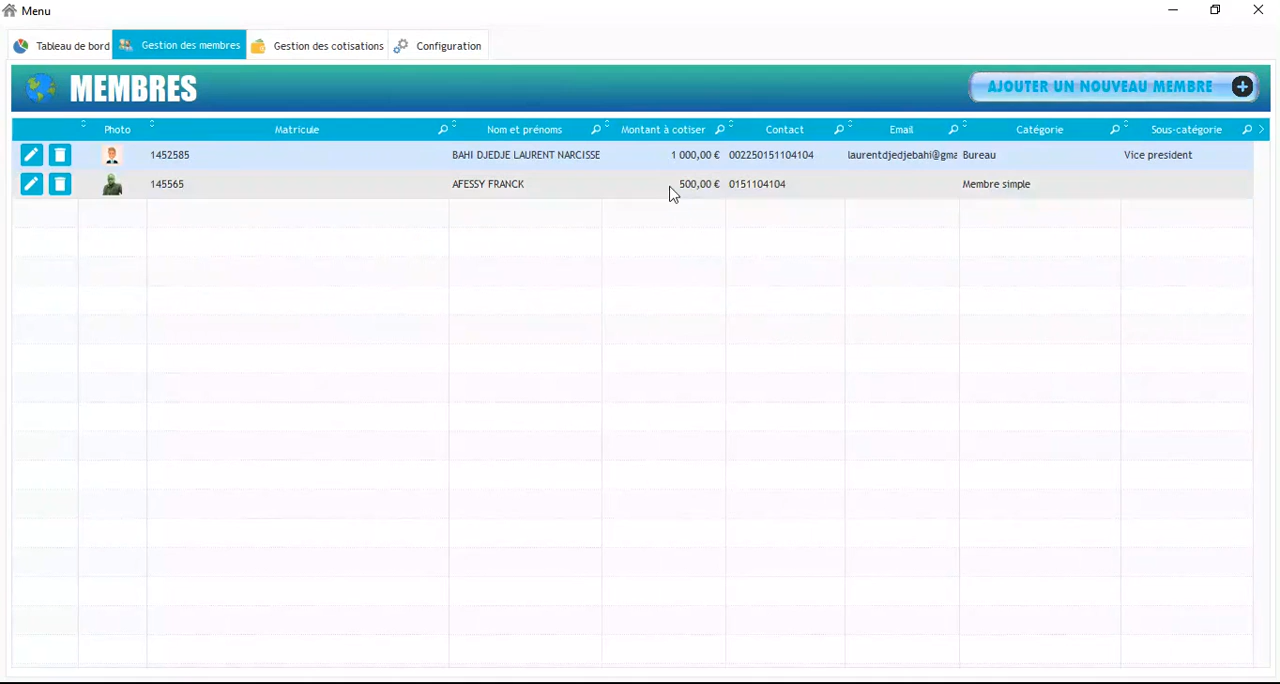 Menu
Tableau de bord Gestion des membres Gestion des cotisations Configuration
MEMBRES AJOUTER UN NOUVEAU MEMBRE
Photo Matricule Nom et prénoms Montant à cotiser Contact Email Catégorie Sous-catégorie
1452585 BAHI DJEDJE LAURENT NARCISSE 1 000,00 € 002250151104104 laurentdjedjebahi@gma Bureau Vice president
145565 AFESSY FRANCK 500,00 € 0151104104 Membre simple